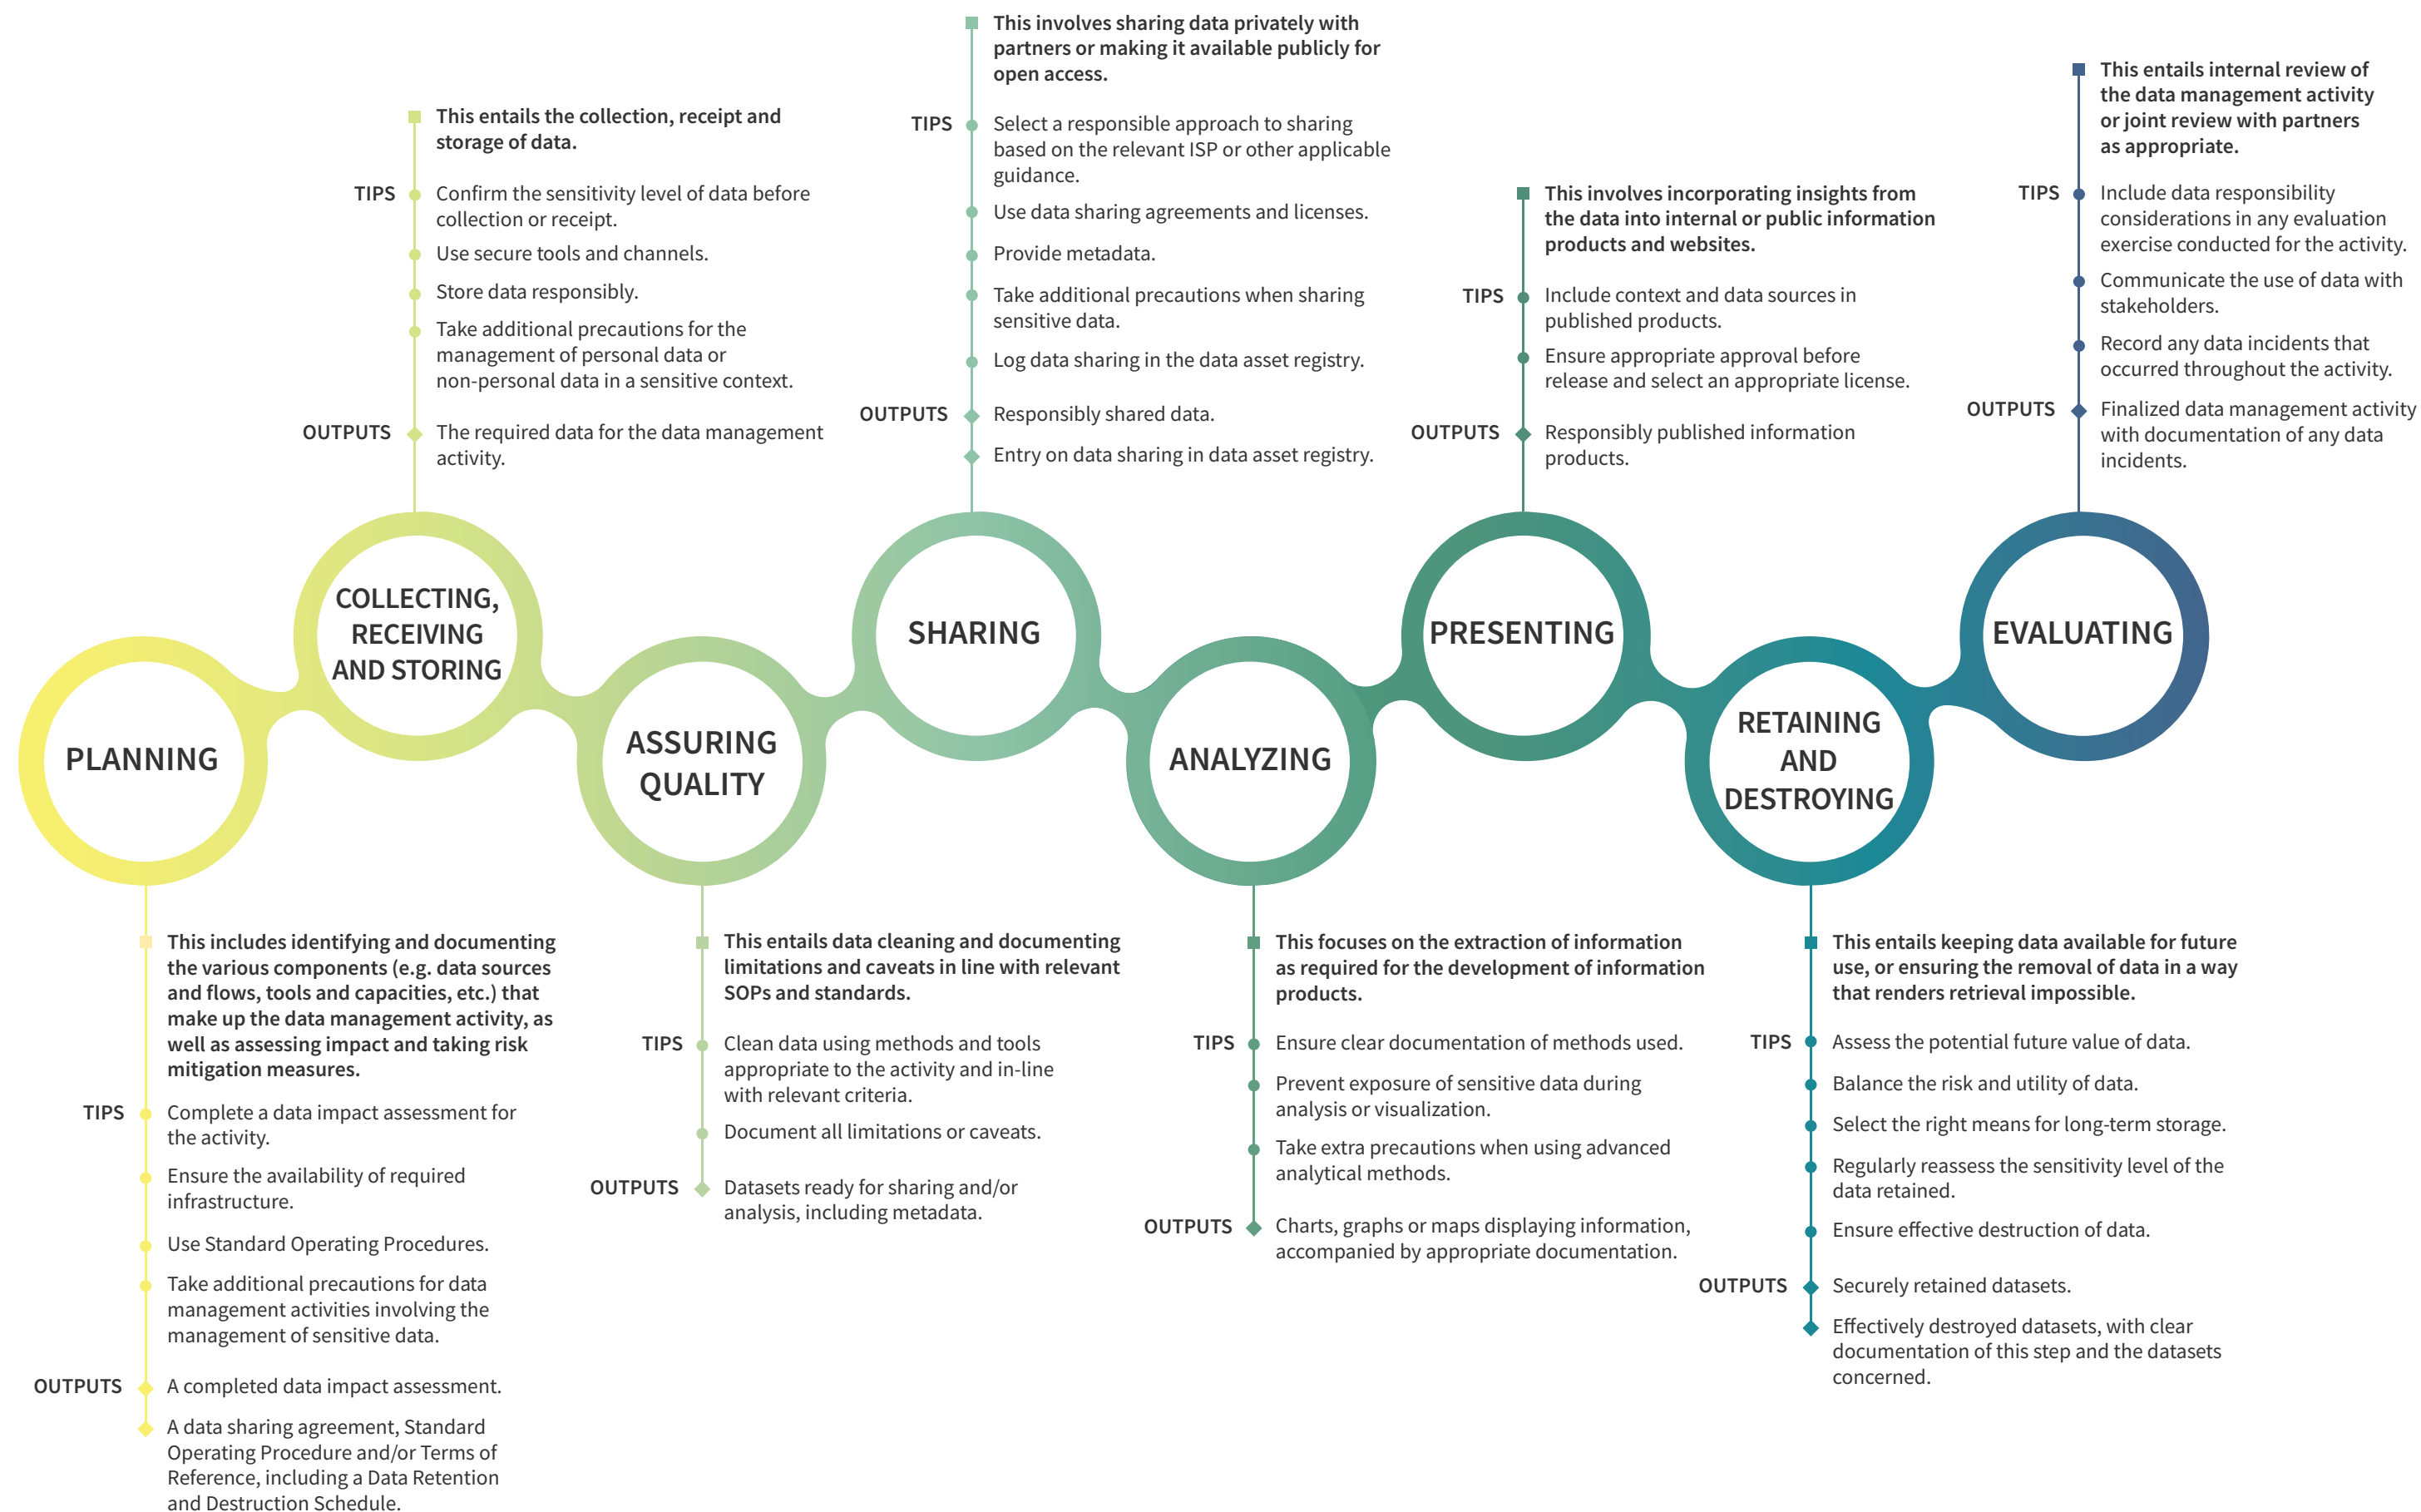 PLANNING
This includes identifying and documenting
the various components (e.g. data sources
and flows, tools and capacities, etc.) that
make up the data management activity, as
well as assessing impact and taking risk
mitigation measures.
TIPS
Complete a data impact assessment for
the activity.
Ensure the availability of required
infrastructure.
Use Standard Operating Procedures.
Take additional precautions for data
management activities involving the
management of sensitive data.
OUTPUTS
A completed data impact assessment.
A data sharing agreement, Standard
Operating Procedure and/or Terms of
Reference, including a Data Retention
and Destruction Schedule.
COLLECTING,
RECEIVING
AND STORING
This entails the collection, receipt and
storage of data.
TIPS
Confirm the sensitivity level of data before
collection or receipt.
Use secure tools and channels.
Store data responsibly.
Take additional precautions for the
management of personal data or
non-personal data in a sensitive context.
OUTPUTS
The required data for the data management
activity.
ASSURING
QUALITY
This entails data cleaning and documenting
limitations and caveats in line with relevant
SOPs and standards.
TIPS
Clean data using methods and tools
appropriate to the activity and in-line
with relevant criteria.
Document all limitations or caveats.
OUTPUTS
Datasets ready for sharing and/or
analysis, including metadata.
SHARING
This involves sharing data privately with
partners or making it available publicly for
open access.
TIPS
Select a responsible approach to sharing
based on the relevant ISP or other applicable
guidance.
Use data sharing agreements and licenses.
Provide metadata.
Take additional precautions when sharing
sensitive data.
Log data sharing in the data asset registry.
OUTPUTS
Responsibly shared data.
Entry on data sharing in data asset registry.
ANALYZING
This focuses on the extraction of information
as required for the development of information
products.
TIPS
Ensure clear documentation of methods used.
Prevent exposure of sensitive data during
analysis or visualization.
Take extra precautions when using advanced
analytical methods.
OUTPUTS
Charts, graphs or maps displaying information,
accompanied by appropriate documentation.
PRESENTING
This involves incorporating insights from
the data into internal or public information
products and websites.
TIPS
Include context and data sources in
published products.
Ensure appropriate approval before
release and select an appropriate license.
OUTPUTS
Responsibly published information
products.
RETAINING
AND
DESTROYING
This entails keeping data available for future
use, or ensuring the removal of data in a way
that renders retrieval impossible.
TIPS
Assess the potential future value of data.
Balance the risk and utility of data.
Select the right means for long-term storage.
Regularly reassess the sensitivity level of the
data retained.
Ensure effective destruction of data.
OUTPUTS
Securely retained datasets.
Effectively destroyed datasets, with clear
documentation of this step and the datasets
concerned.
EVALUATING
This entails internal review of
the data management activity
or joint review with partners
as appropriate.
TIPS
Include data responsibility
considerations in any evaluation
exercise conducted for the activity.
Communicate the use of data with
stakeholders.
Record any data incidents that
occurred throughout the activity.
OUTPUTS
Finalized data management activity
with documentation of any data
incidents.